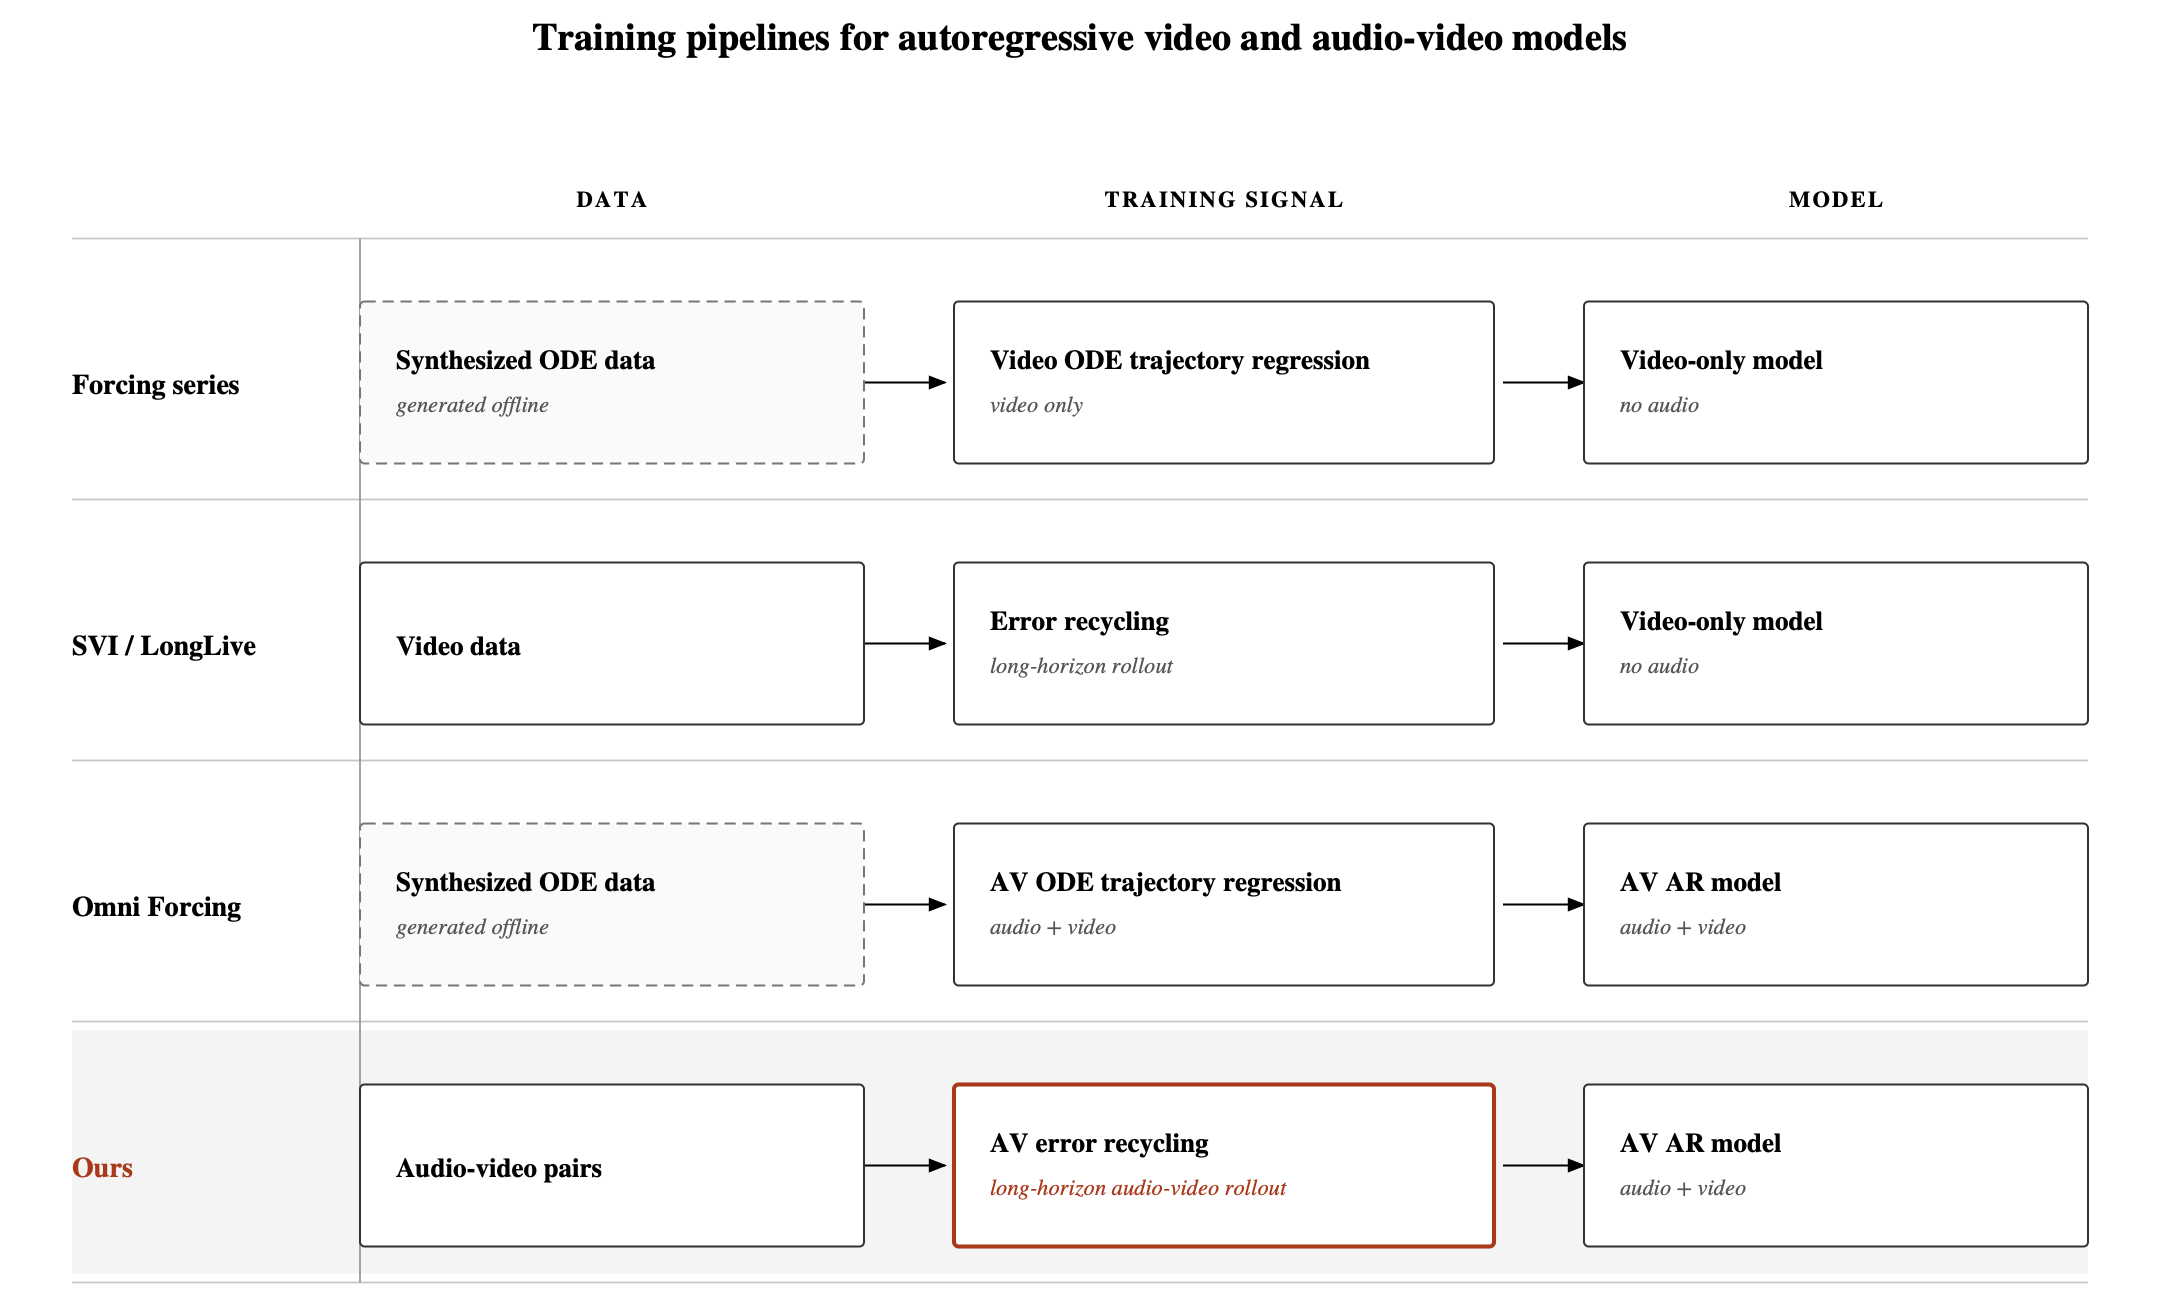 Training pipelines for autoregressive video and audio-video models
DATA
TRAINING SIGNAL
MODEL
Forcing series
Synthesized ODE data
generated offline
Video ODE trajectory regression
video only
Video-only model
no audio
SVI / LongLive
Video data
Error recycling
long-horizon rollout
Video-only model
no audio
Omni Forcing
Synthesized ODE data
generated offline
AV ODE trajectory regression
audio + video
AV AR model
audio + video
Ours
Audio-video pairs
AV error recycling
long-horizon audio-video rollout
AV AR model
audio + video